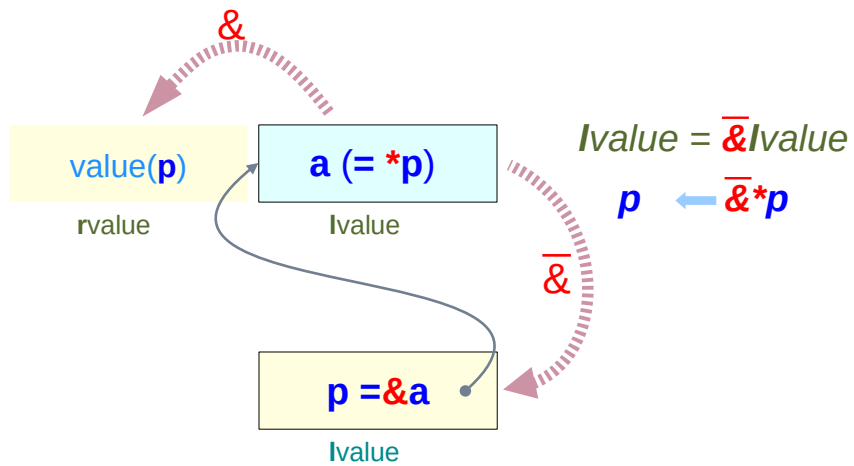 &
value(p)
rvalue
a (= *p)
lvalue
lvalue = &̅lvalue
p &̅*p
&̅
p =&a
lvalue